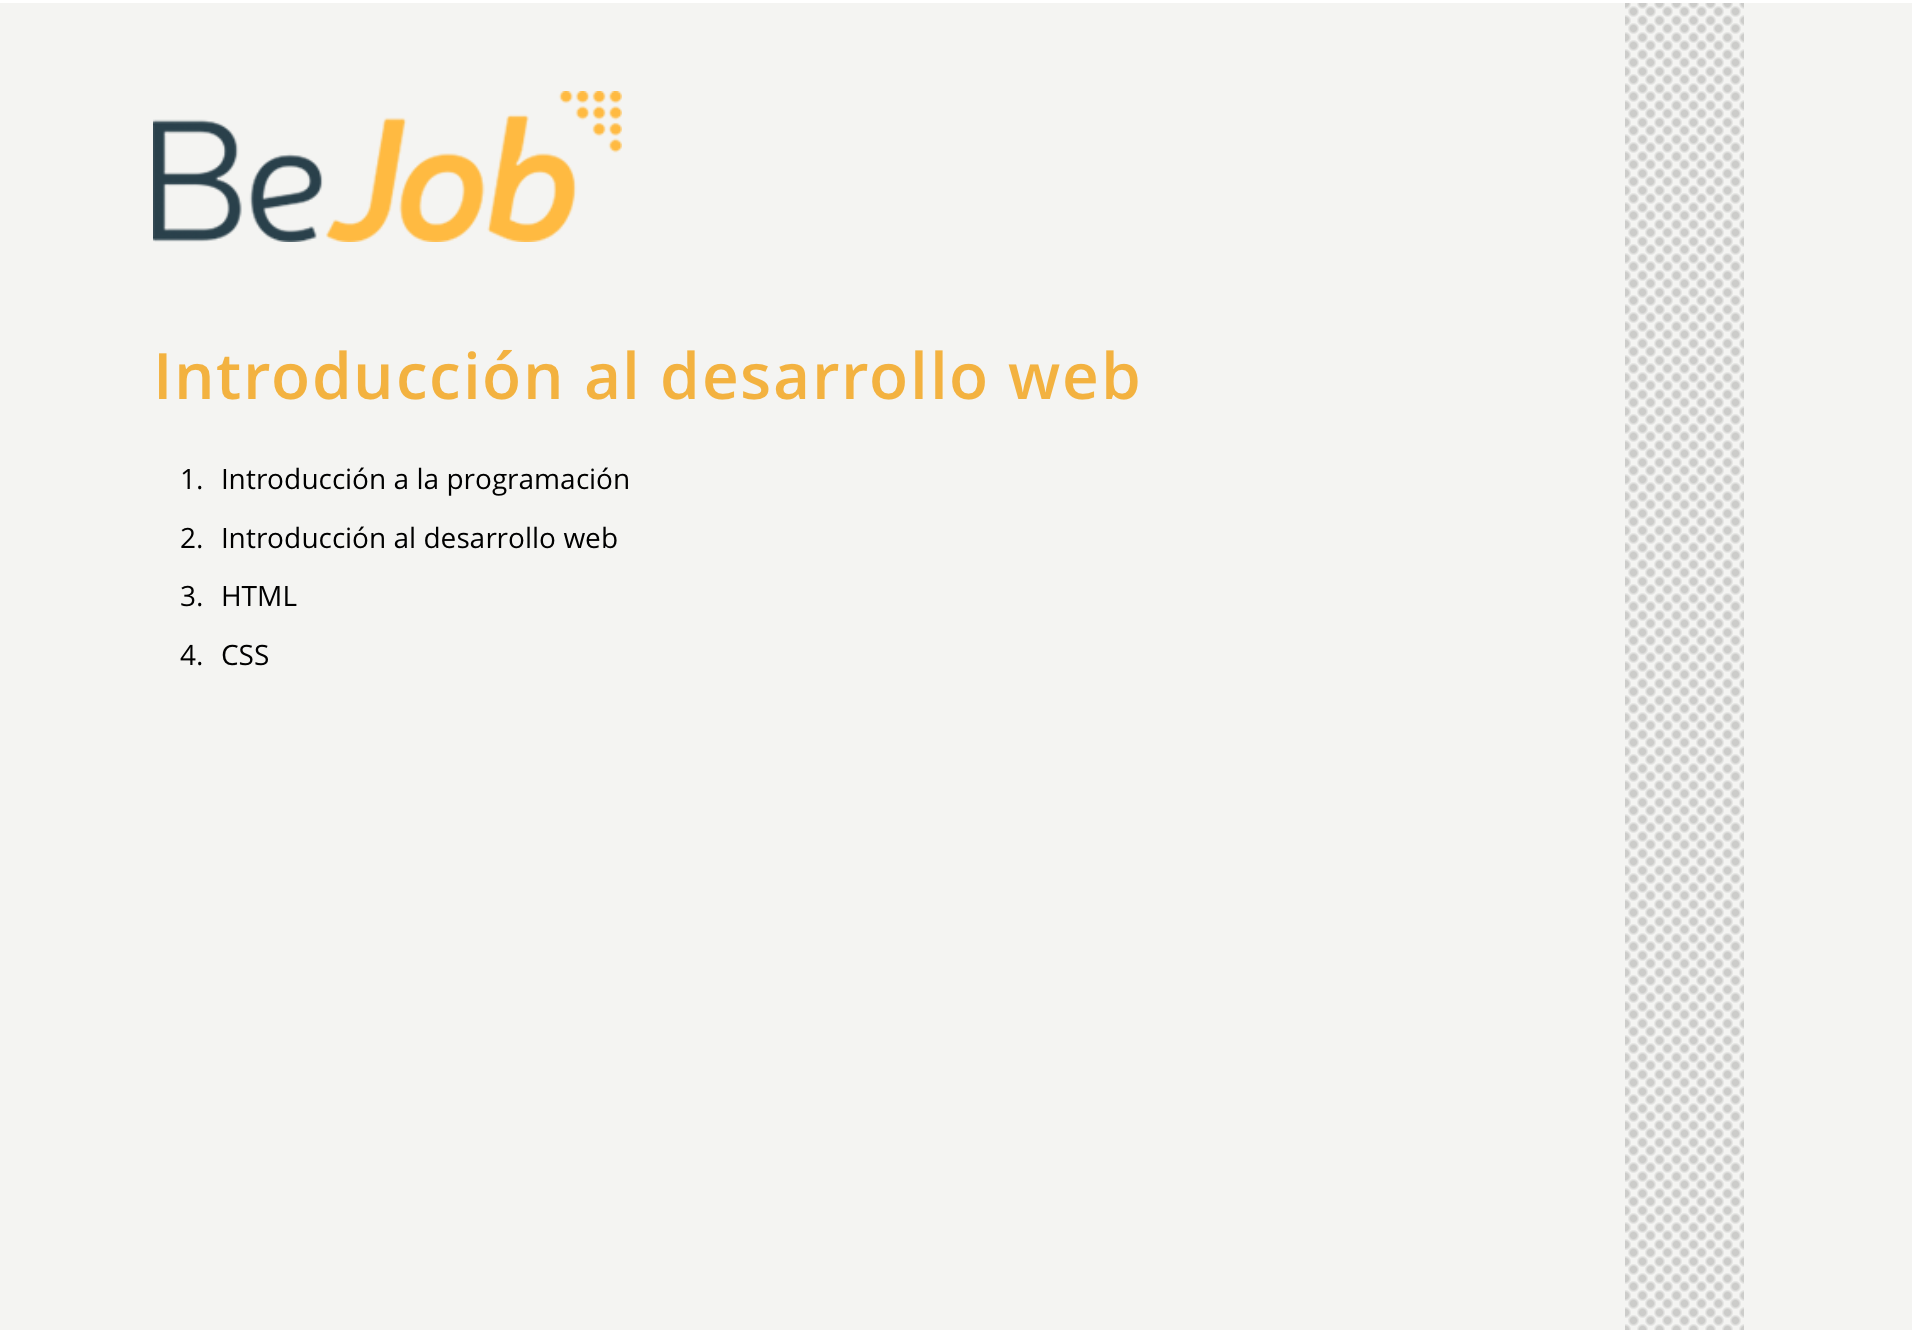 BeJob
Introducción al desarrollo web
1. Introducción a la programación
2. Introducción al desarrollo web
3. HTML
4. CSS